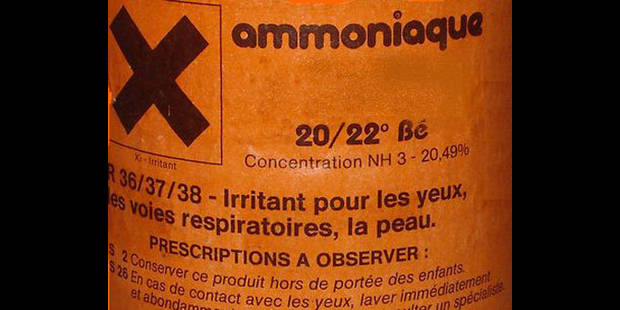 ammoniaque
20/22° Bé
Xi - Irritant
Concentration NH 3 - 20,49%
R 36/37/38 - Irritant pour les yeux,
les voies respiratoires, la peau.
PRESCRIPTIONS A OBSERVER :
S 2 Conserver ce produit hors de portée des enfants.
S 26 En cas de contact avec les yeux, laver immédiatement
et abondamment un spécialiste.